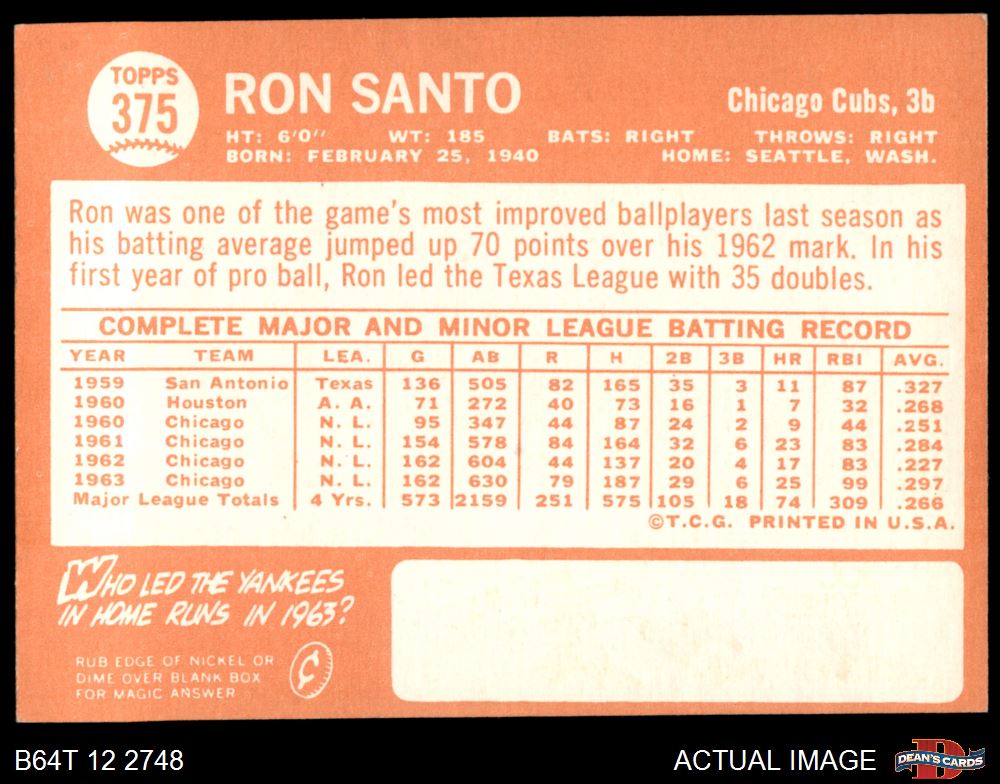 TOPPS
375
RON SANTO
Chicago Cubs, 3b
HT: 6'0" WT: 185 BATS: RIGHT THROWS: RIGHT
BORN: FEBRUARY 25, 1940 HOME: SEATTLE, WASH.
Ron was one of the game's most improved ballplayers last season as
his batting average jumped up 70 points over his 1962 mark. In his
first year of pro ball, Ron led the Texas League with 35 doubles.
COMPLETE MAJOR AND MINOR LEAGUE BATTING RECORD
YEAR TEAM LEA. G AB R H 2B 3B HR RBI AVG.
1959 San Antonio Texas 136 505 82 165 35 3 11 87 .327
1960 Houston A. A. 71 272 40 73 16 1 7 32 .268
1960 Chicago N. L. 95 347 44 87 24 2 9 44 .251
1961 Chicago N. L. 154 578 84 164 32 6 23 83 .284
1962 Chicago N. L. 162 604 44 137 20 4 17 83 .227
1963 Chicago N. L. 162 630 79 187 29 6 25 99 .297
Major League Totals 4 Yrs. 573 2159 251 575 105 18 74 309 .266
©T.C.G. PRINTED IN U.S.A.
WHO LED THE YANKEES
IN HOME RUNS IN 1963?
RUB EDGE OF NICKEL OR
DIME OVER BLANK BOX
FOR MAGIC ANSWER
B64T 12 2748
ACTUAL IMAGE
DEAN'S CARDS